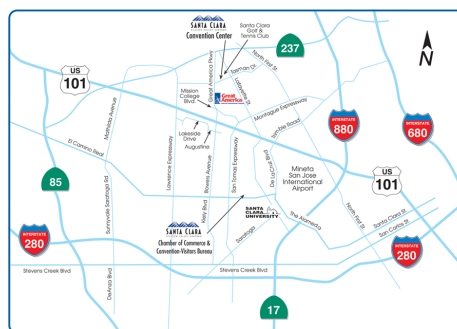 SANTA CLARA
Convention Center
Santa Clara
Golf &
Tennis Club
237
N
US
101
Great America Pkwy
Tasman Dr.
North First St.
Lafayette St
Mission
College
Blvd.
Great
America
Montague Expressway
Trimble Road
INTERSTATE
880
INTERSTATE
680
Mathilda Avenue
El Camino Real
Lakeside
Drive
Augustine
Lawrence Expressway
Bowers Avenue
San Tomas Expressway
De La Cruz Blvd
Mineta
San Jose
International
Airport
US
101
85
Sunnyvale Saratoga Rd
Kiely Blvd
SANTA CLARA
UNIVERSITY
The Alameda
North First St
Santa Clara St
San Carlos St
INTERSTATE
280
SANTA CLARA
Chamber of Commerce &
Convention-Visitors Bureau
Saratoga
INTERSTATE
280
Stevens Creek Blvd
Stevens Creek Blvd
DeAnza Blvd
17